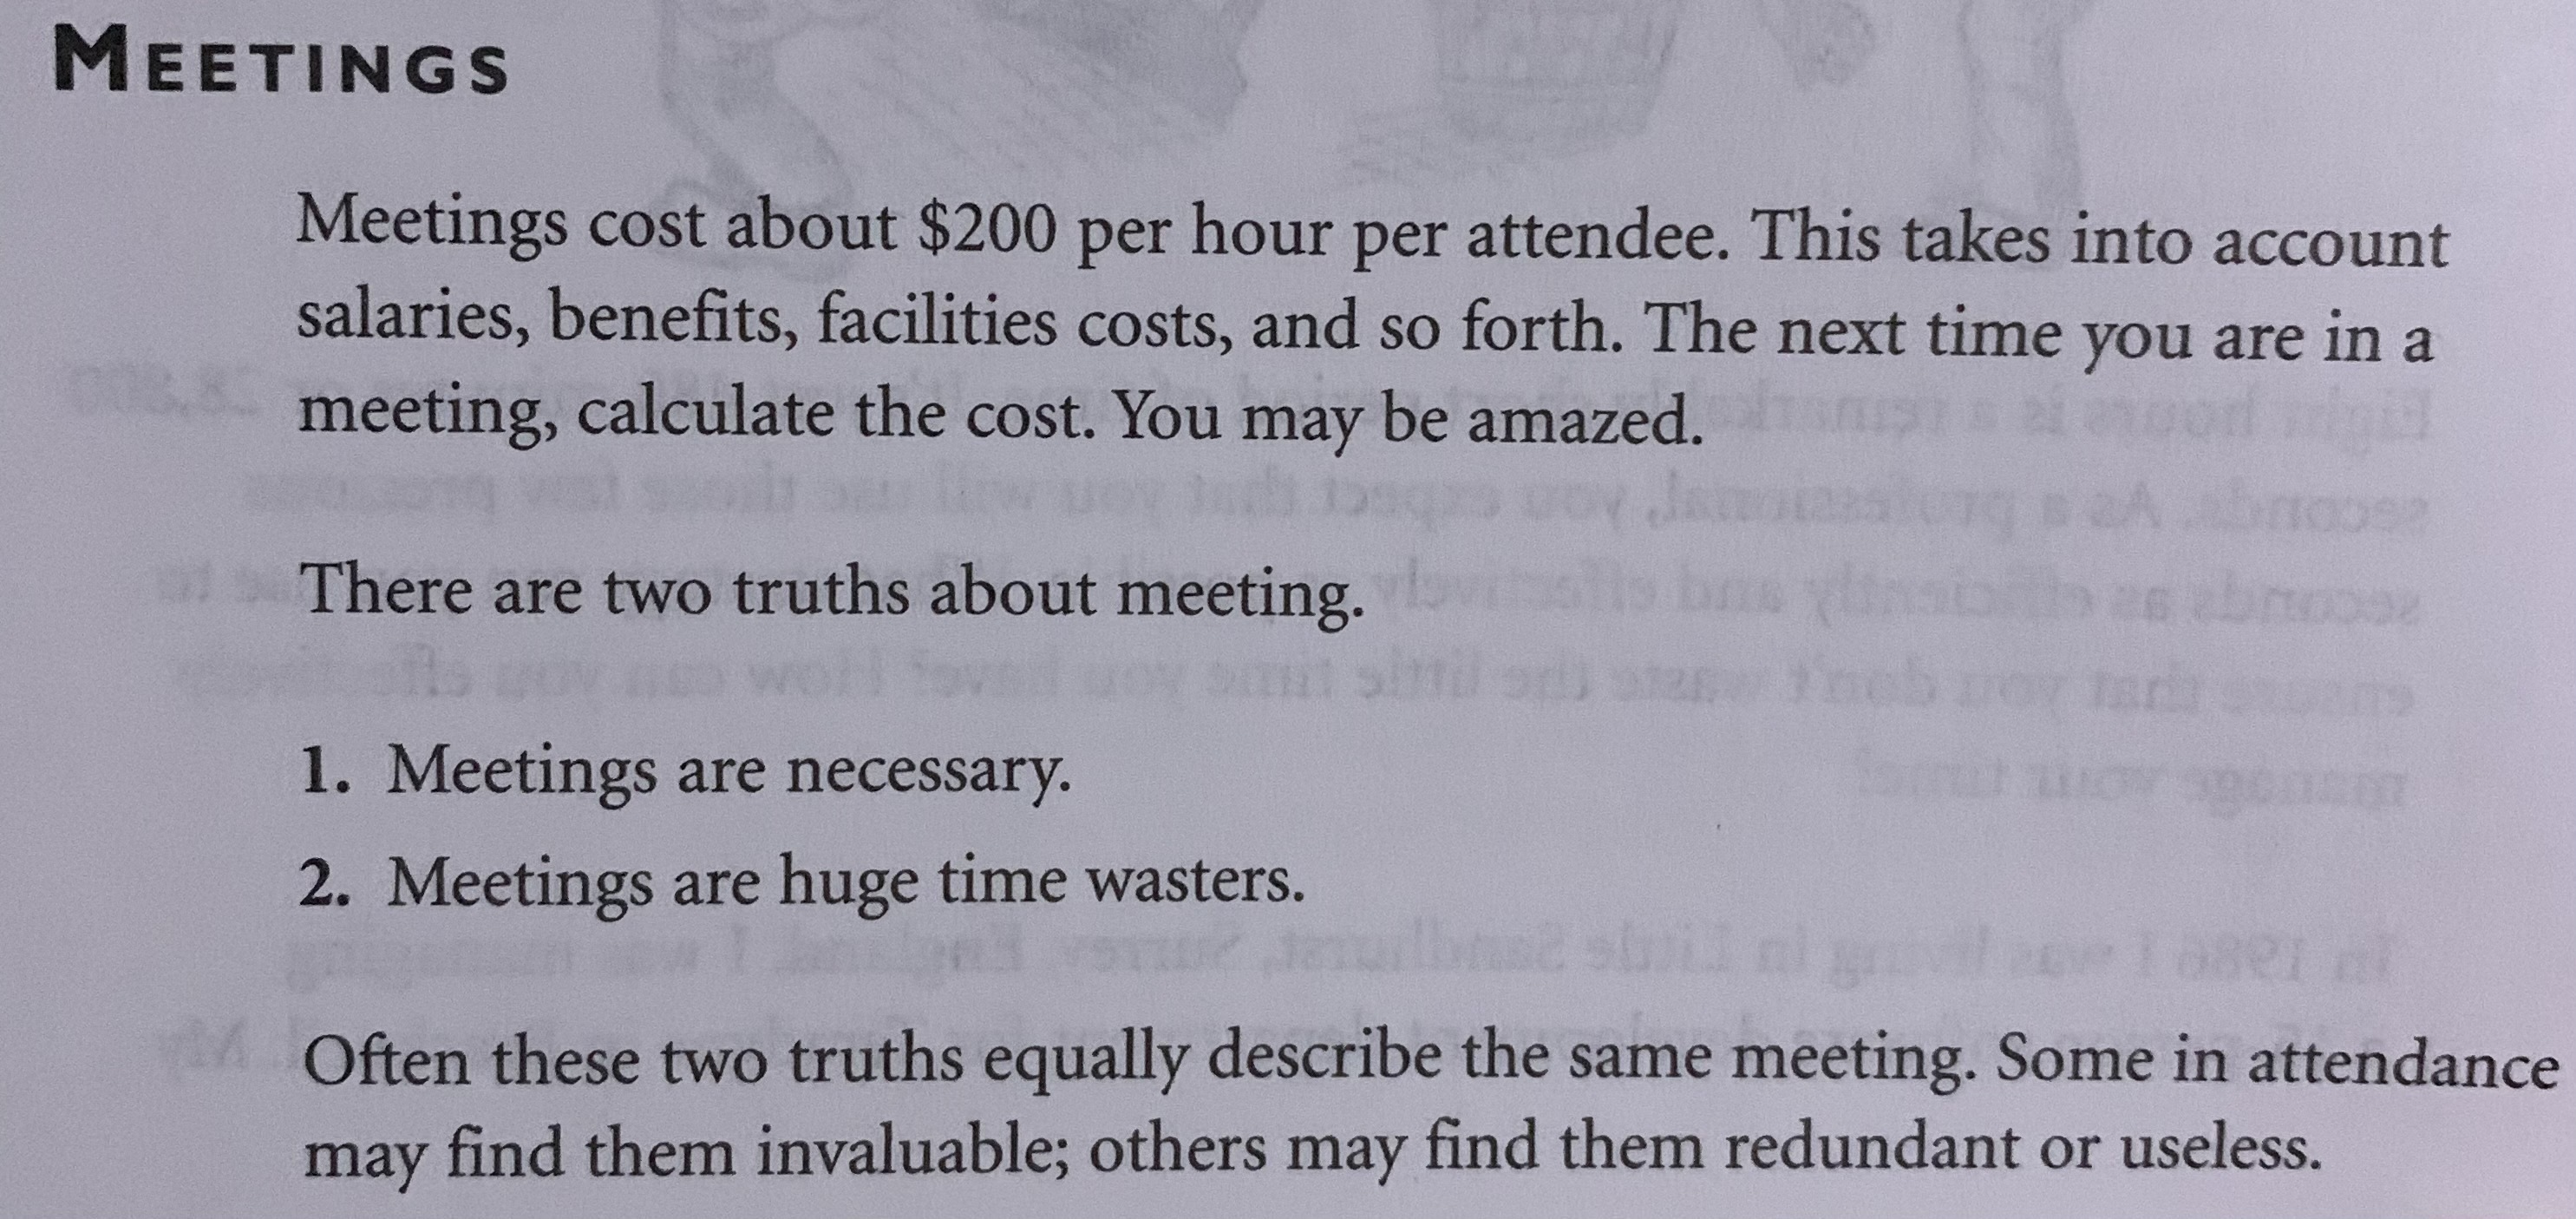 MEETINGS
Meetings cost about $200 per hour per attendee. This takes into account
salaries, benefits, facilities costs, and so forth. The next time you are in a
meeting, calculate the cost. You may be amazed.
There are two truths about meeting.
1. Meetings are necessary.
2. Meetings are huge time wasters.
Often these two truths equally describe the same meeting. Some in attendance
may find them invaluable; others may find them redundant or useless.